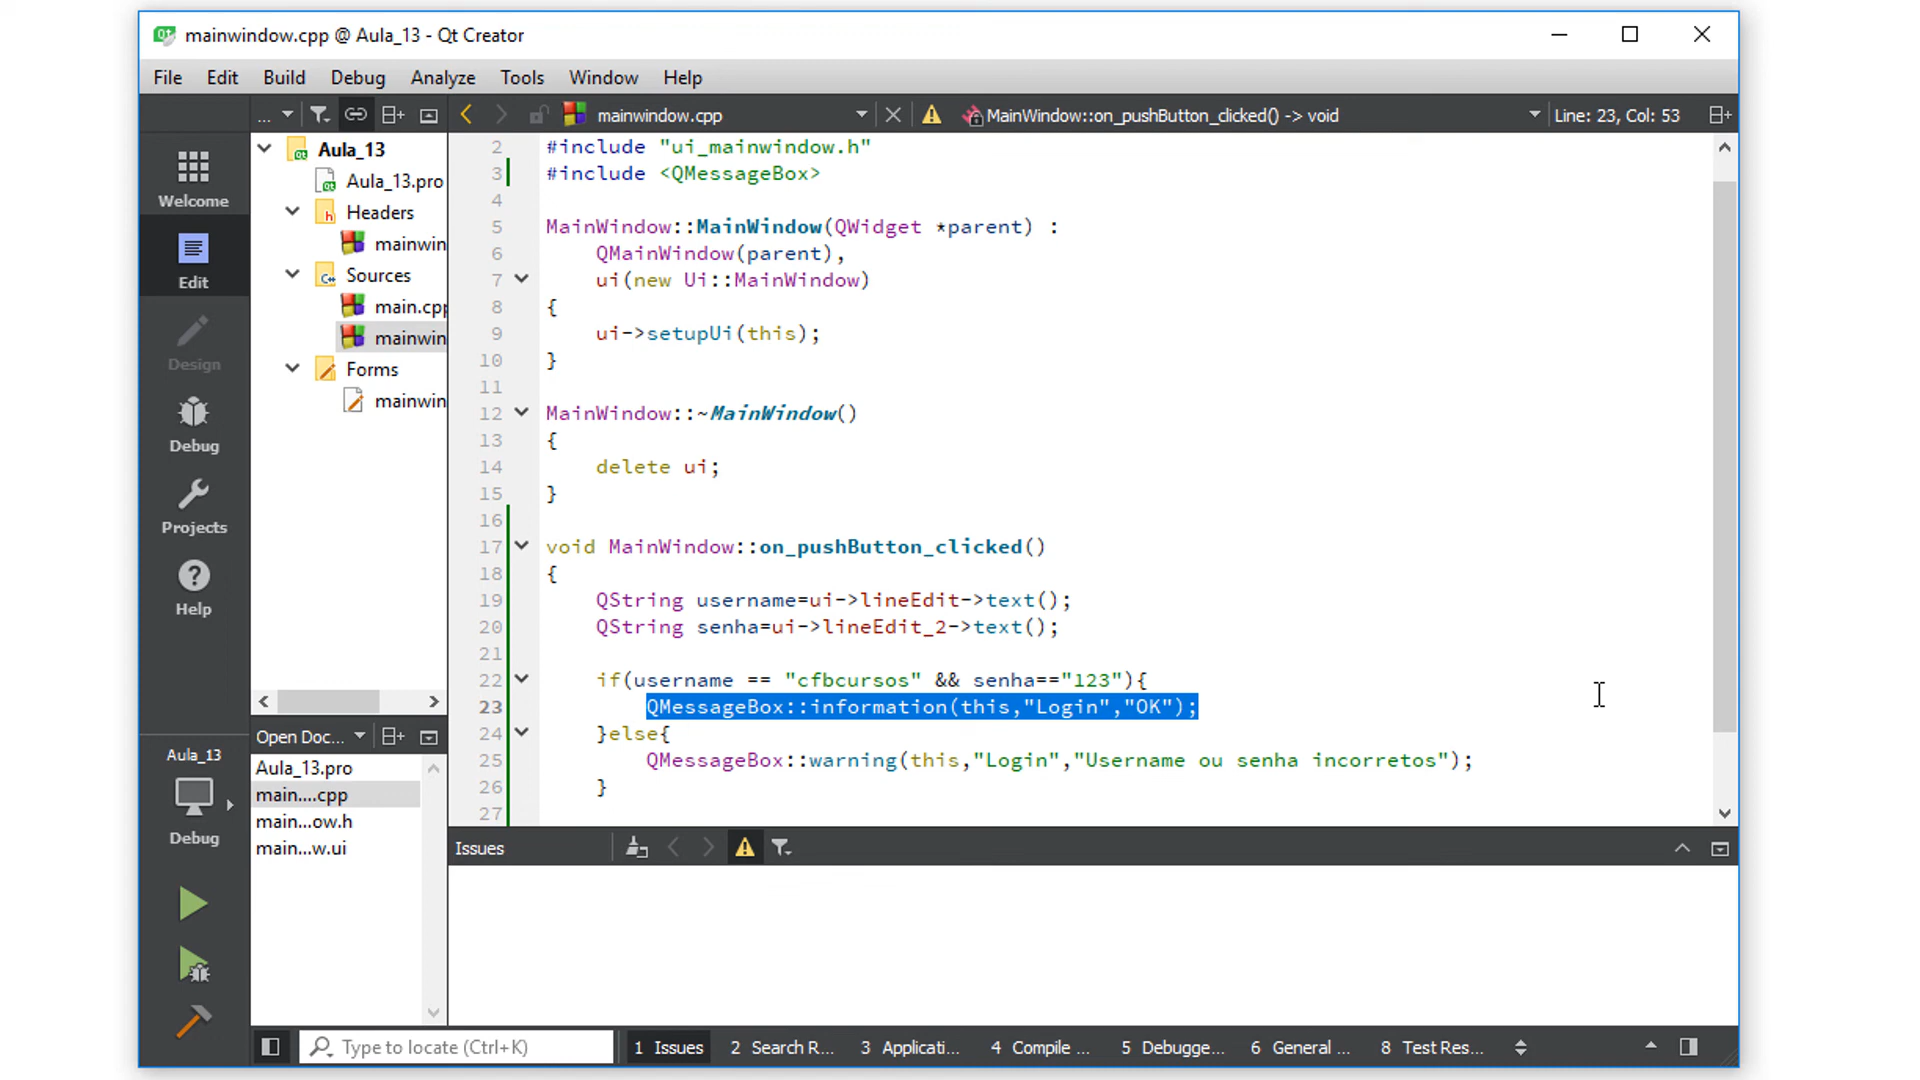 mainwindow.cpp @ Aula_13 - Qt Creator
File Edit Build Debug Analyze Tools Window Help
... mainwindow.cpp MainWindow::on_pushButton_clicked() -> void Line: 23, Col: 53
Welcome
Edit
Design
Debug
Projects
Help
Aula_13
Debug
Aula_13
Aula_13.pro
Headers
mainwin
Sources
main.cpp
mainwin
Forms
mainwin
Open Doc...
Aula_13.pro
main....cpp
main...ow.h
main...w.ui
2 #include "ui_mainwindow.h"
3 #include <QMessageBox>
4
5 MainWindow::MainWindow(QWidget *parent) :
6 QMainWindow(parent),
7 ui(new Ui::MainWindow)
8 {
9 ui->setupUi(this);
10 }
11
12 MainWindow::~MainWindow()
13 {
14 delete ui;
15 }
16
17 void MainWindow::on_pushButton_clicked()
18 {
19 QString username=ui->lineEdit->text();
20 QString senha=ui->lineEdit_2->text();
21
22 if(username == "cfbcursos" && senha=="123"){
23 QMessageBox::information(this,"Login","OK");
24 }else{
25 QMessageBox::warning(this,"Login","Username ou senha incorretos");
26 }
27
Issues
Type to locate (Ctrl+K) 1 Issues 2 Search R... 3 Applicati... 4 Compile ... 5 Debugge... 6 General ... 8 Test Res...